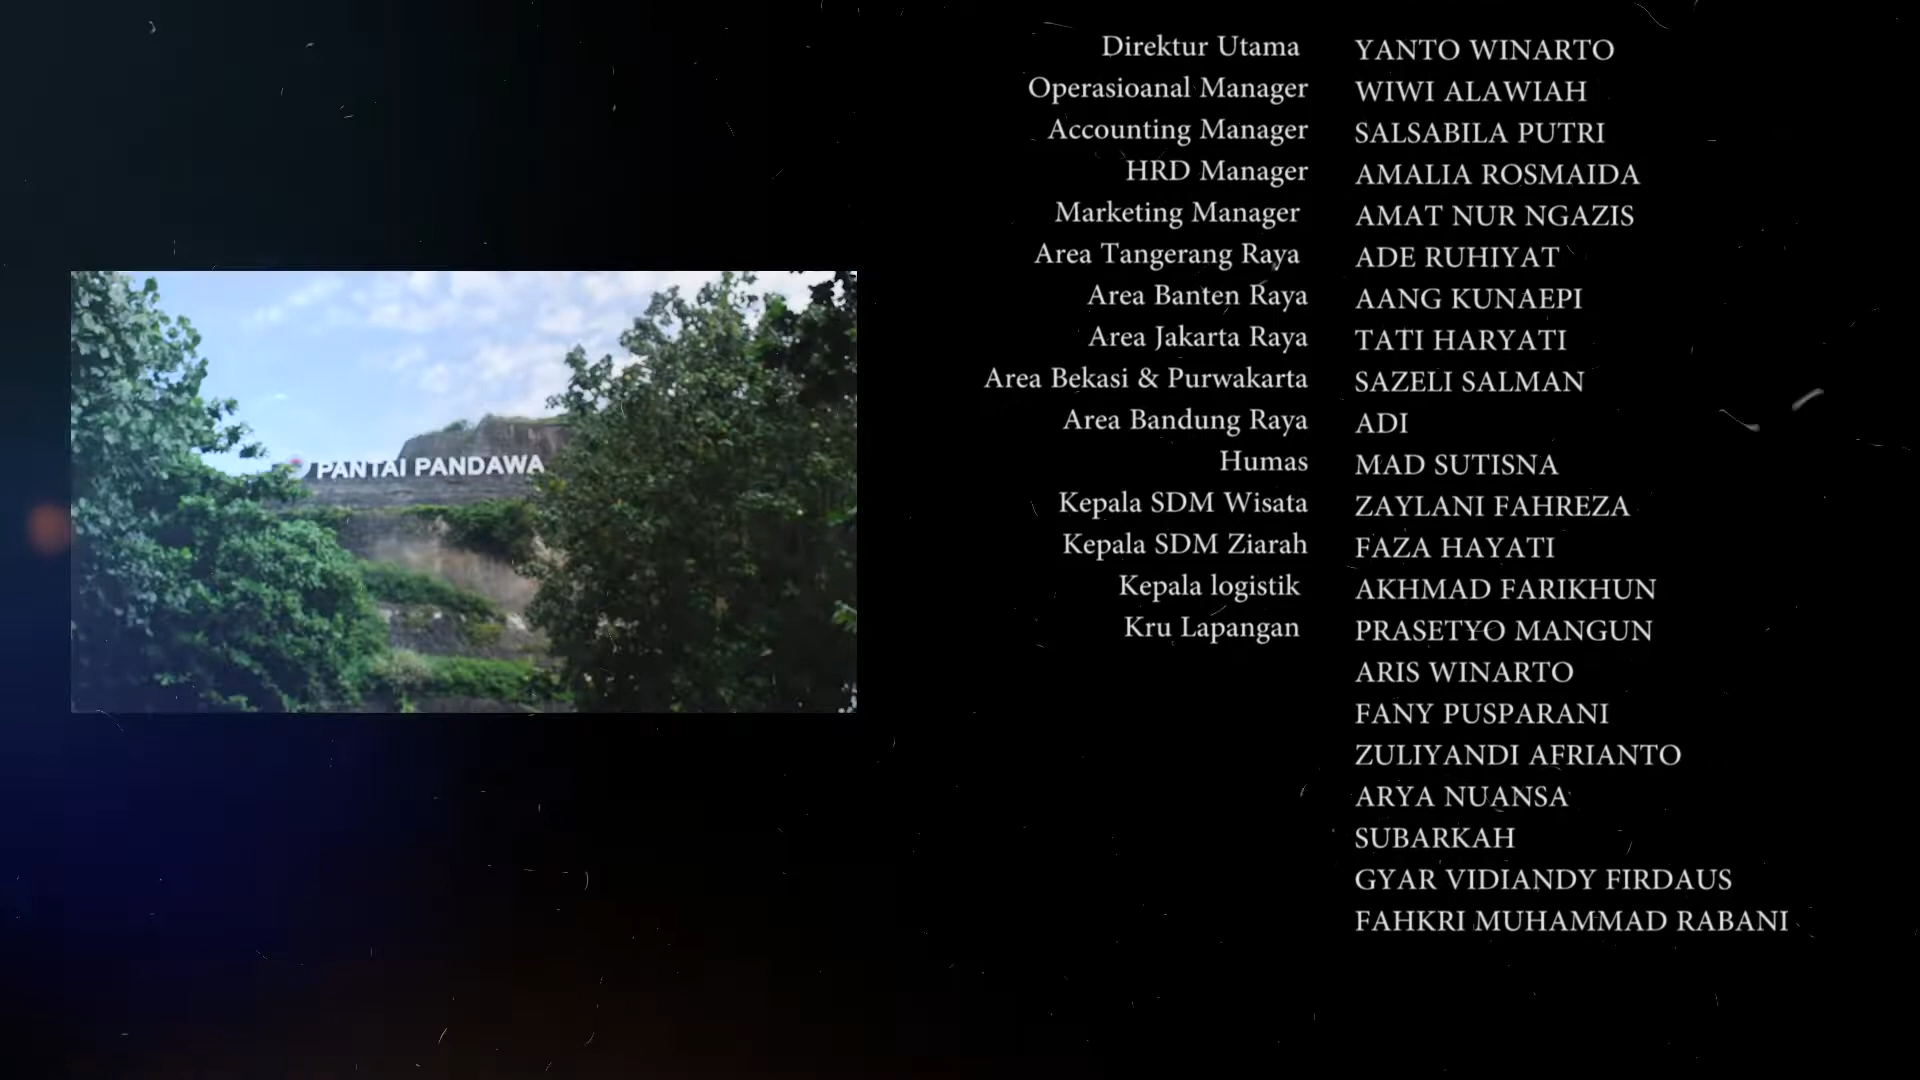 PANTAI PANDAWA
Direktur Utama YANTO WINARTO
Operasioanal Manager WIWI ALAWIAH
Accounting Manager SALSABILA PUTRI
HRD Manager AMALIA ROSMAIDA
Marketing Manager AMAT NUR NGAZIS
Area Tangerang Raya ADE RUHIYAT
Area Banten Raya AANG KUNAEPI
Area Jakarta Raya TATI HARYATI
Area Bekasi & Purwakarta SAZELI SALMAN
Area Bandung Raya ADI
Humas MAD SUTISNA
Kepala SDM Wisata ZAYLANI FAHREZA
Kepala SDM Ziarah FAZA HAYATI
Kepala logistik AKHMAD FARIKHUN
Kru Lapangan PRASETYO MANGUN
ARIS WINARTO
FANY PUSPARANI
ZULIYANDI AFRIANTO
ARYA NUANSA
SUBARKAH
GYAR VIDIANDY FIRDAUS
FAHKRI MUHAMMAD RABANI